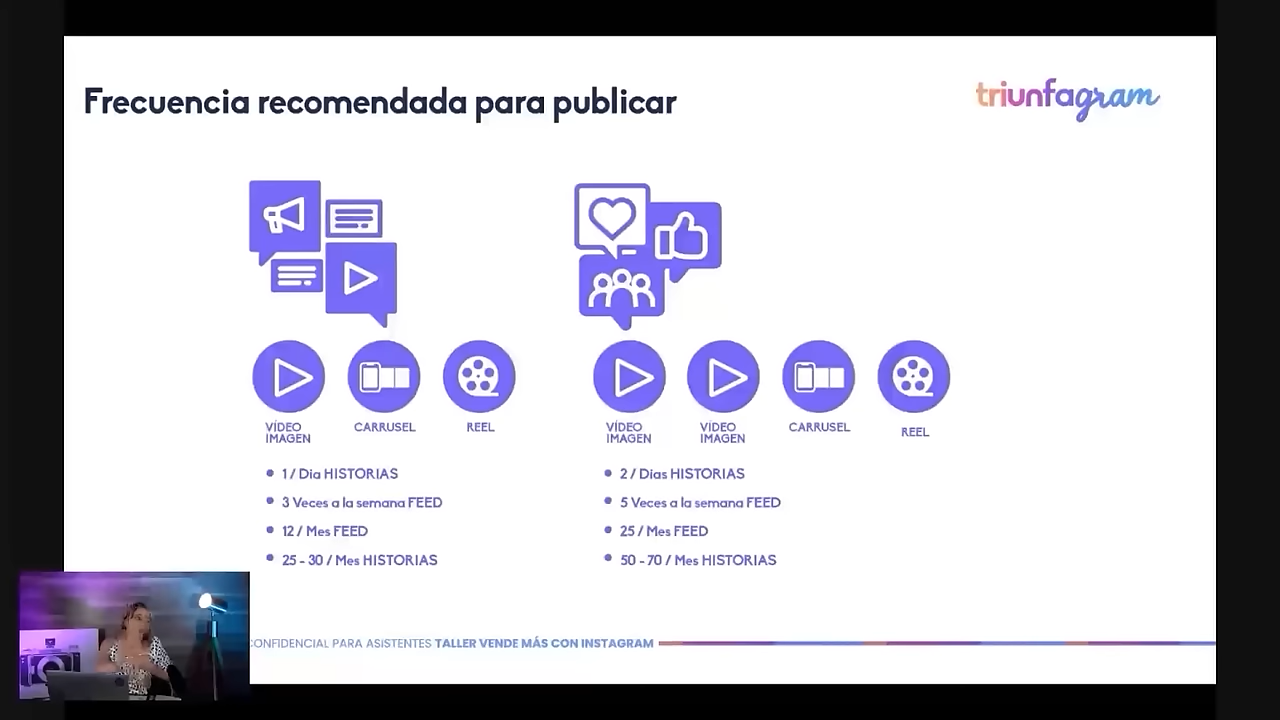 Frecuencia recomendada para publicar
triunfagram
VÍDEO
IMAGEN
CARRUSEL
REEL
1 / Dia HISTORIAS
3 Veces a la semana FEED
12 / Mes FEED
25 - 30 / Mes HISTORIAS
VÍDEO
IMAGEN
VÍDEO
IMAGEN
CARRUSEL
REEL
2 / Dias HISTORIAS
5 Veces a la semana FEED
25 / Mes FEED
50 - 70 / Mes HISTORIAS
CONFIDENCIAL PARA ASISTENTES TALLER VENDE MÁS CON INSTAGRAM